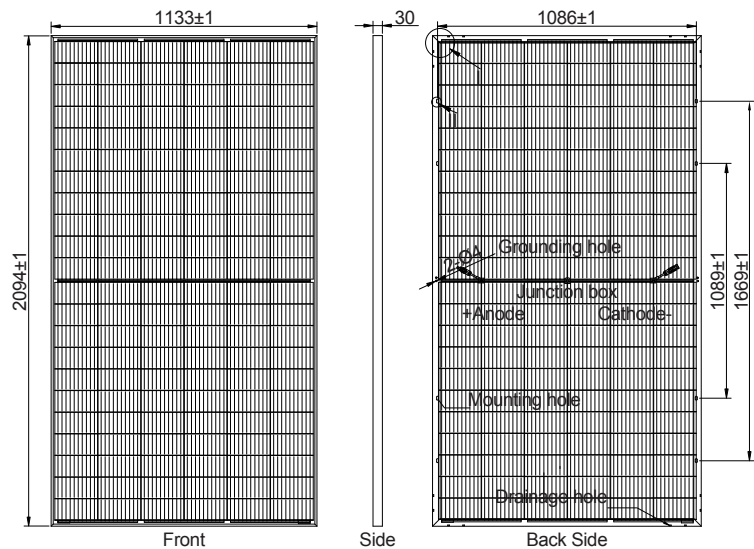 1133±1
30
1086±1
2094±1
I
II
2-Ø4
Grounding hole
Junction box
+Anode
Cathode-
1089±1
1669±1
Mounting hole
Drainage hole
Front
Side
Back Side